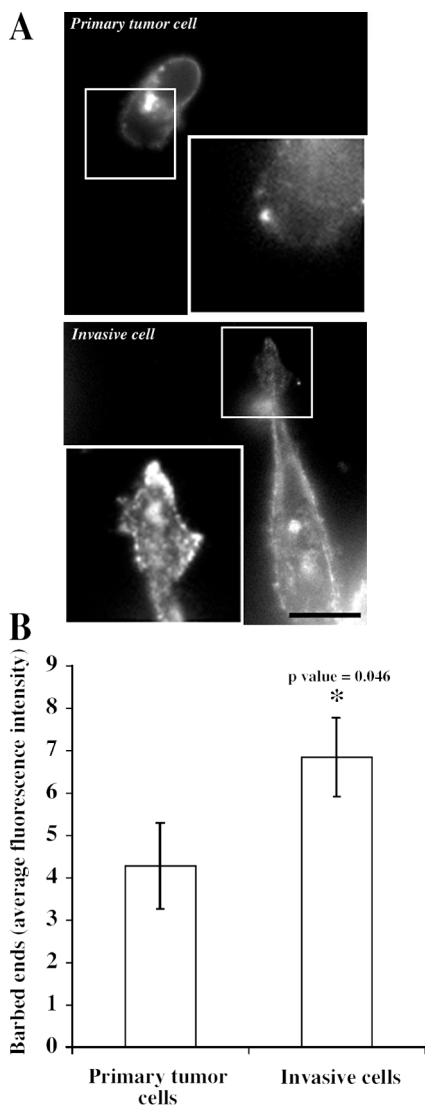 A
Primary tumor cell
Invasive cell
B
Barbed ends (average fluorescence intensity)
9
8
7
6
5
4
3
2
1
0
p value = 0.046
*
Primary tumor
cells
Invasive cells